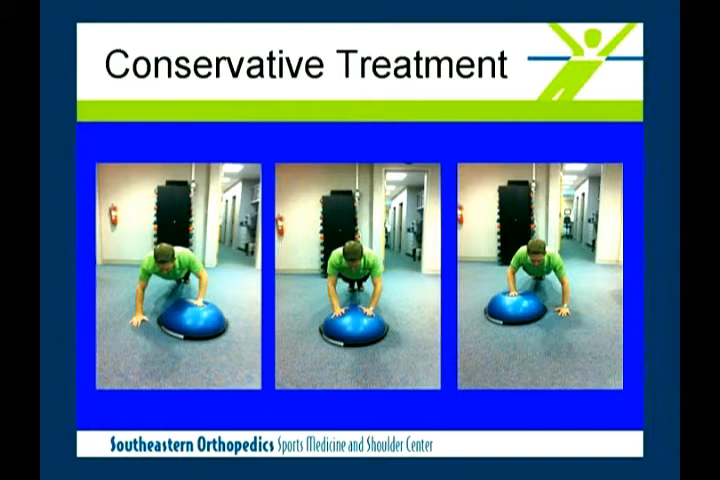 Conservative Treatment
Southeastern Orthopedics Sports Medicine and Shoulder Center